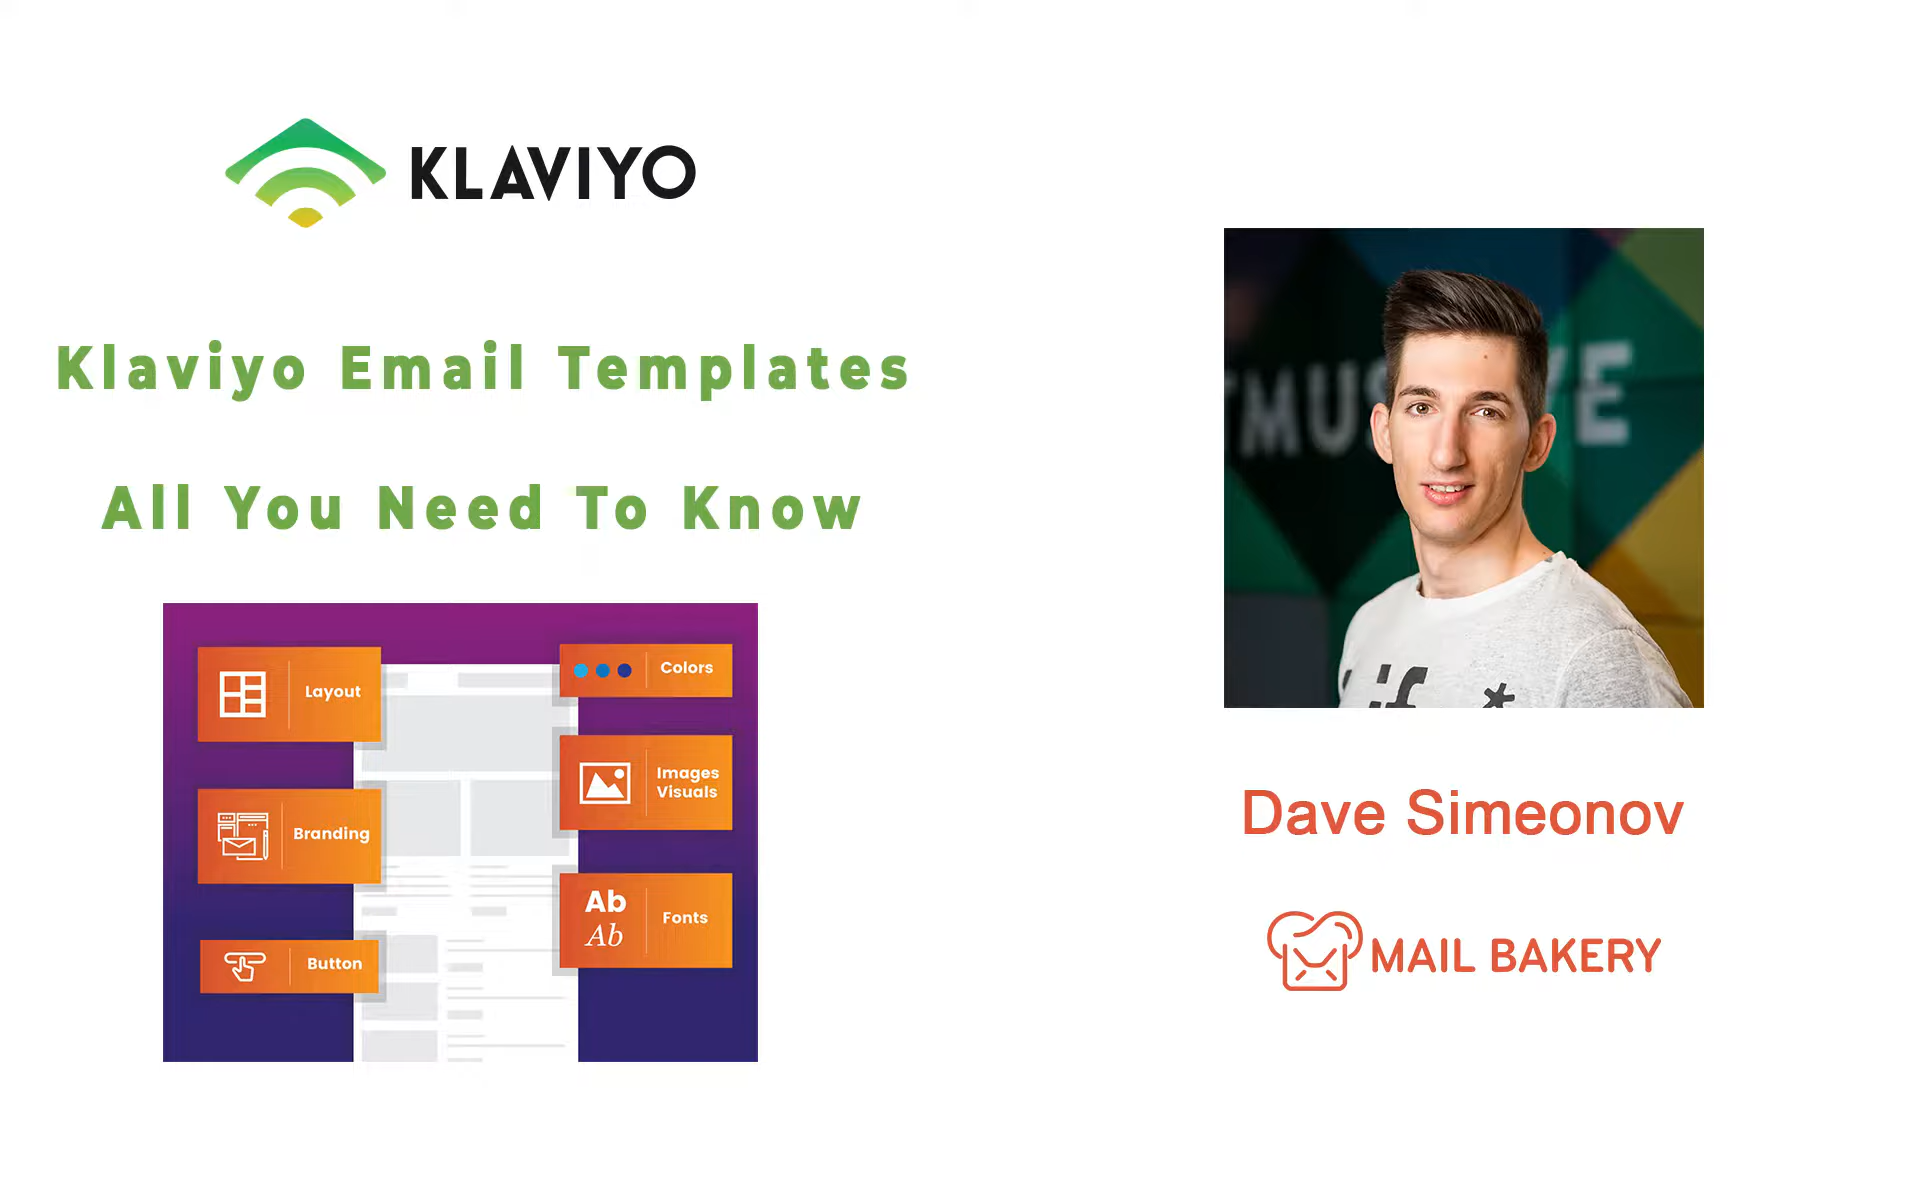 KLAVIYO
Klaviyo Email Templates
All You Need To Know
Layout
Branding
Button
Colors
Images
Visuals
Ab
Ab
Fonts
Dave Simeonov
MAIL BAKERY